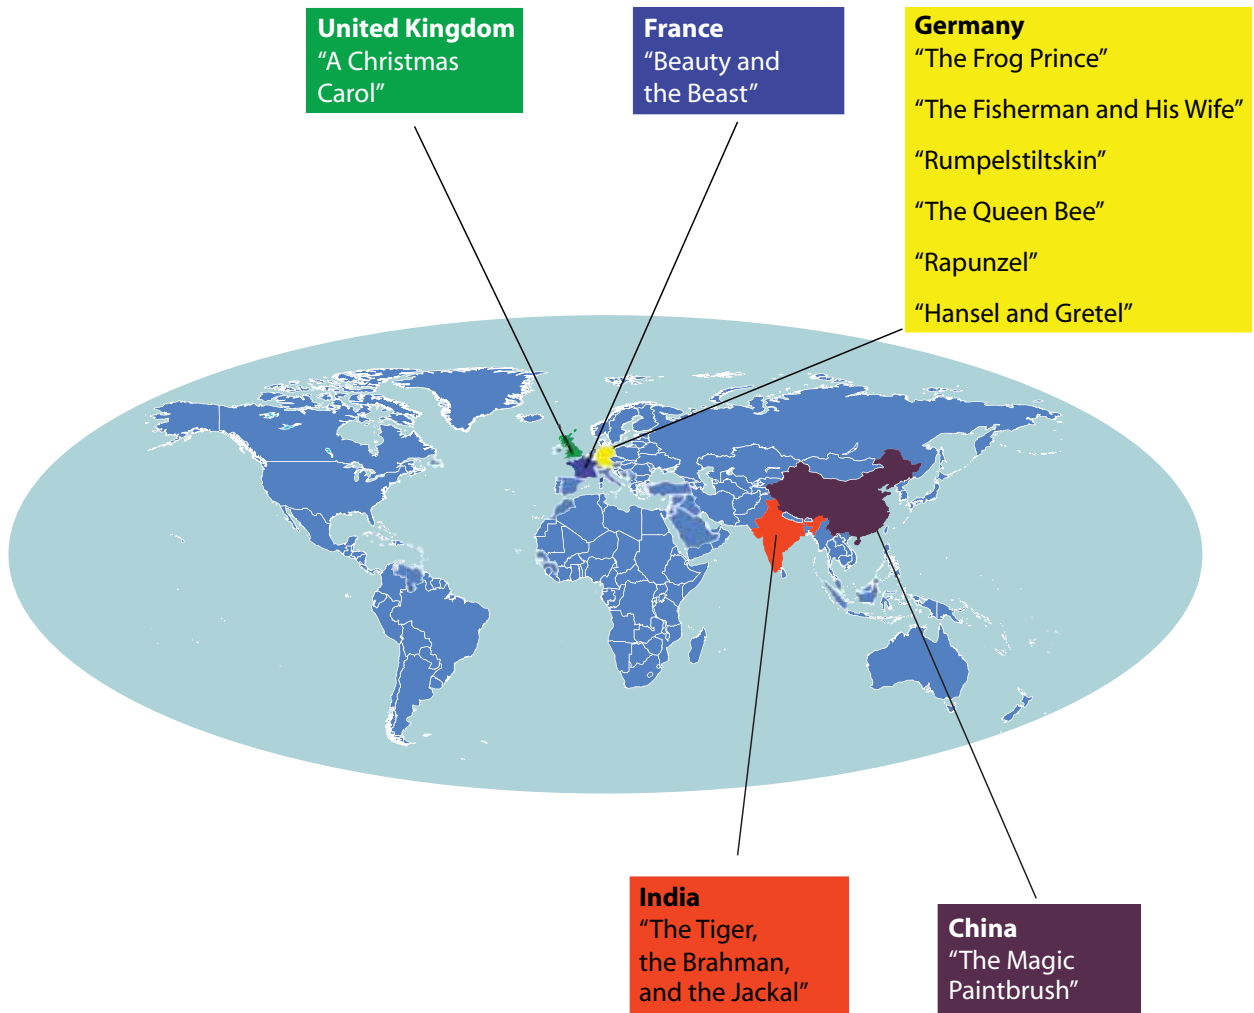 United Kingdom
“A Christmas
Carol”
France
“Beauty and
the Beast”
Germany
“The Frog Prince”
“The Fisherman and His Wife”
“Rumpelstiltskin”
“The Queen Bee”
“Rapunzel”
“Hansel and Gretel”
India
“The Tiger,
the Brahman,
and the Jackal”
China
“The Magic
Paintbrush”